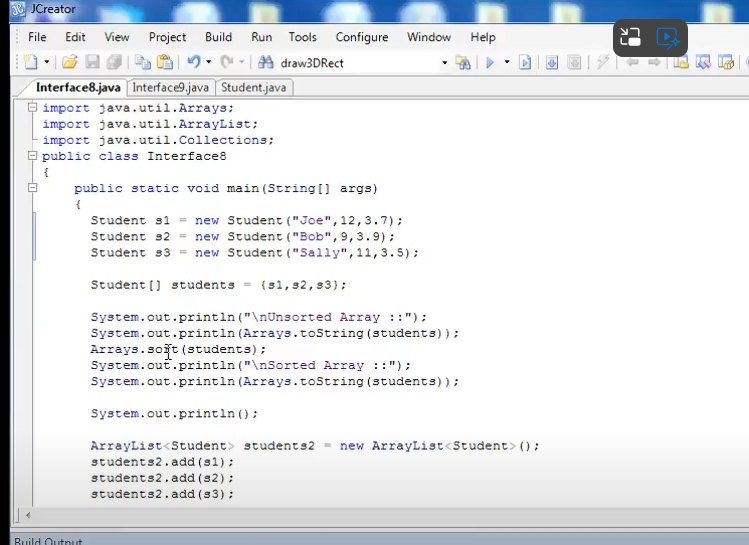 JCreator
File Edit View Project Build Run Tools Configure Window Help
draw3DRect
Interface8.java Interface9.java Student.java
import java.util.Arrays;
import java.util.ArrayList;
import java.util.Collections;
public class Interface8
{
public static void main(String[] args)
{
Student s1 = new Student("Joe",12,3.7);
Student s2 = new Student("Bob",9,3.9);
Student s3 = new Student("Sally",11,3.5);
Student[] students = {s1,s2,s3};
System.out.println("\nUnsorted Array ::");
System.out.println(Arrays.toString(students));
Arrays.sort(students);
System.out.println("\nSorted Array ::");
System.out.println(Arrays.toString(students));
System.out.println();
ArrayList<Student> students2 = new ArrayList<Student>();
students2.add(s1);
students2.add(s2);
students2.add(s3);
Build Output